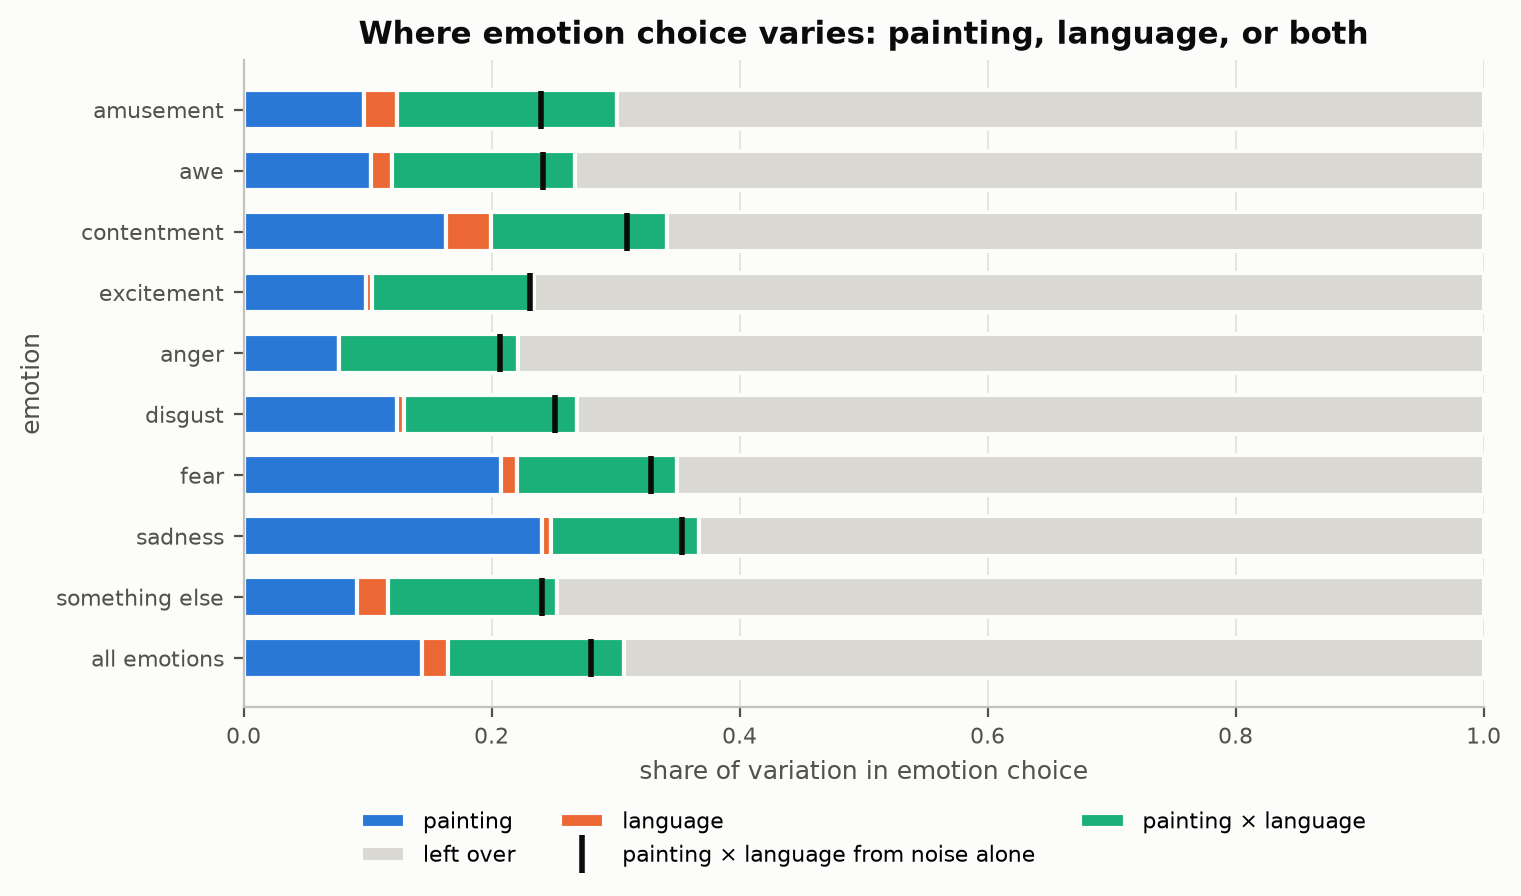 Where emotion choice varies: painting, language, or both
emotion
amusement
awe
contentment
excitement
anger
disgust
fear
sadness
something else
all emotions
0.0 0.2 0.4 0.6 0.8 1.0
share of variation in emotion choice
painting language painting × language
left over painting × language from noise alone